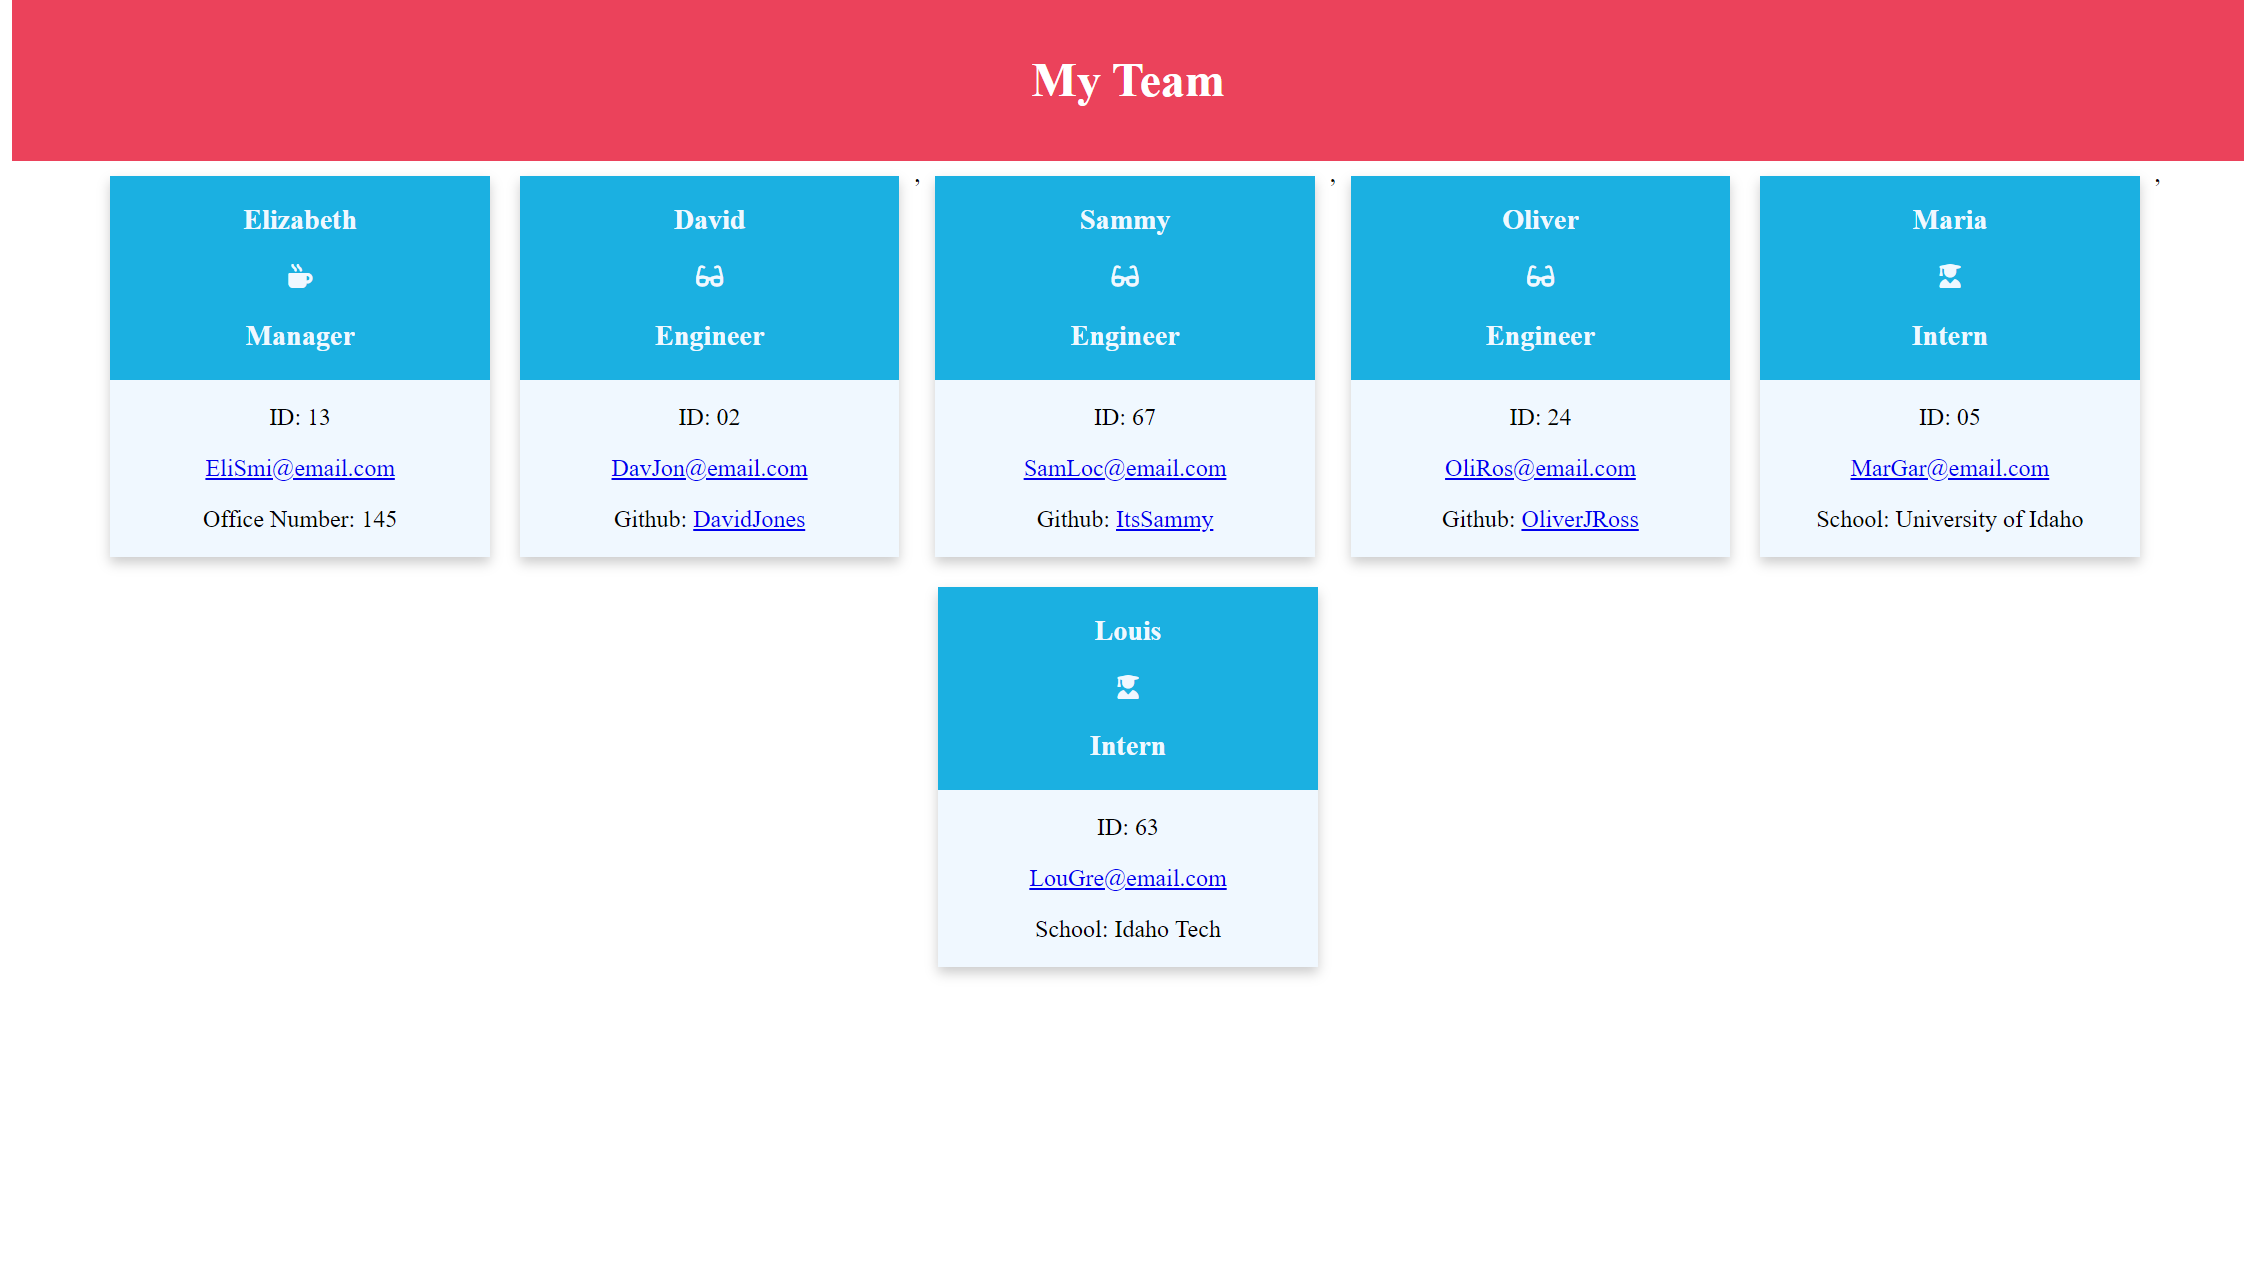 My Team
Elizabeth
Manager
ID: 13
EliSmi@email.com
Office Number: 145
David
Engineer
ID: 02
DavJon@email.com
Github: DavidJones
,
Sammy
Engineer
ID: 67
SamLoc@email.com
Github: ItsSammy
,
Oliver
Engineer
ID: 24
OliRos@email.com
Github: OliverJRoss
Maria
Intern
ID: 05
MarGar@email.com
School: University of Idaho
,
Louis
Intern
ID: 63
LouGre@email.com
School: Idaho Tech